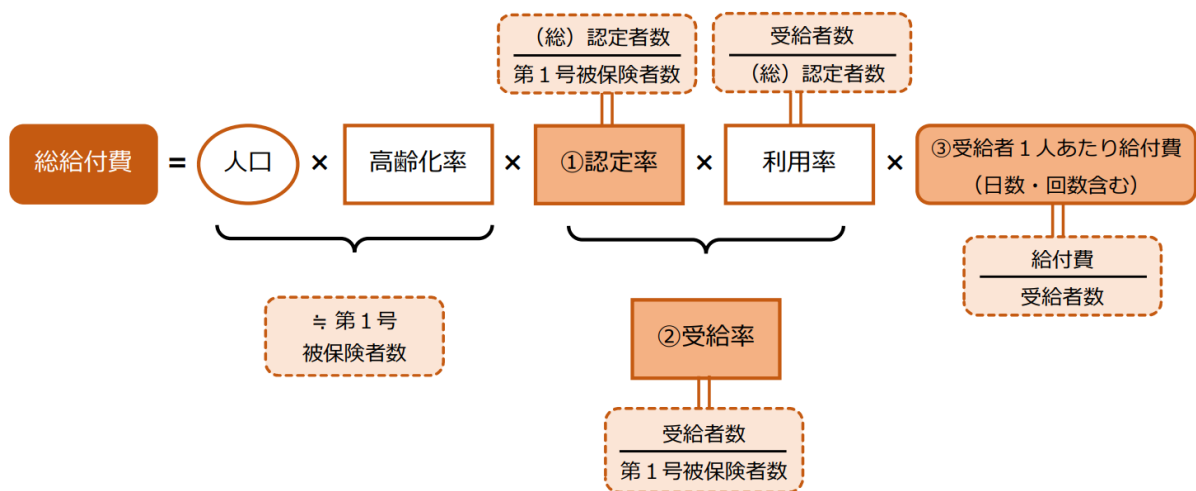 (総)認定者数
第1号被保険者数
受給者数
(総)認定者数
総給付費 = 人口 × 高齢化率 × ①認定率 × 利用率 × ③受給者1人あたり給付費
(日数・回数含む)
給付費
受給者数
≒ 第1号
被保険者数
②受給率
受給者数
第1号被保険者数